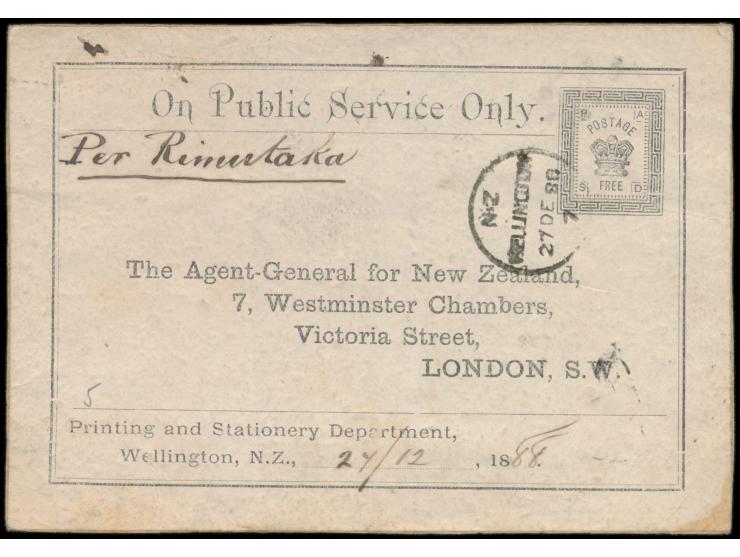 On Public Service Only.
Per Rimutaka
P A
POSTAGE
FREE
S D
N·Z
WELLINGTON
27 DE 88
7
The Agent-General for New Zealand,
7, Westminster Chambers,
Victoria Street,
LONDON, S.W.
5
Printing and Stationery Department,
Wellington, N.Z., 27/12, 1888.